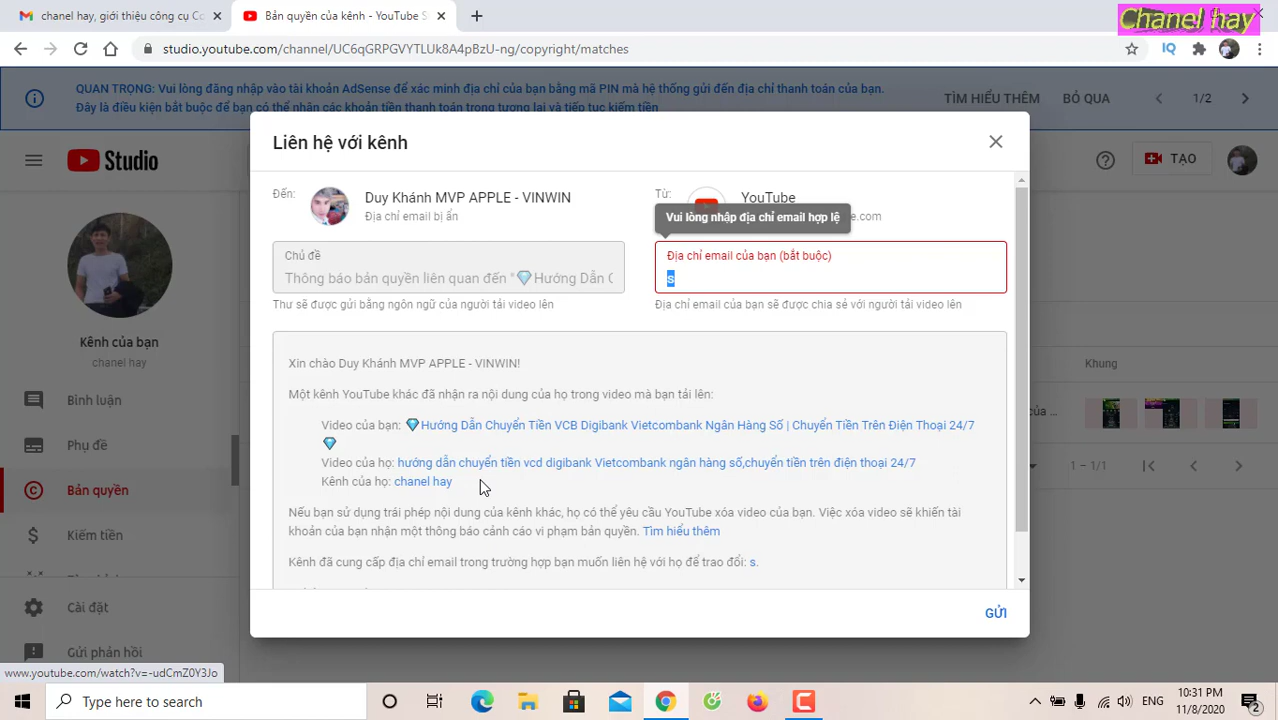 chanel hay, giới thiệu công cụ Co
Bản quyền của kênh - YouTube S
Chanel hay
studio.youtube.com/channel/UC6qGRPGVYTLUk8A4pBzU-ng/copyright/matches
QUAN TRỌNG: Vui lòng đăng nhập vào tài khoản AdSense để xác minh địa chỉ của bạn bằng mã PIN mà hệ thống gửi đến địa chỉ thanh toán của bạn.
Đây là điều kiện bắt buộc để bạn có thể nhận các khoản tiền thanh toán trong tương lai và tiếp tục kiếm tiền
TÌM HIỂU THÊM
BỎ QUA
1/2
Studio
TẠO
Liên hệ với kênh
Đến:
Duy Khánh MVP APPLE - VINWIN
Địa chỉ email bị ẩn
Từ:
YouTube
e.com
Vui lòng nhập địa chỉ email hợp lệ
Chủ đề
Thông báo bản quyền liên quan đến "💎Hướng Dẫn C
Thư sẽ được gửi bằng ngôn ngữ của người tải video lên
Địa chỉ email của bạn (bắt buộc)
s
Địa chỉ email của bạn sẽ được chia sẻ với người tải video lên
Xin chào Duy Khánh MVP APPLE - VINWIN!
Một kênh YouTube khác đã nhận ra nội dung của họ trong video mà bạn tải lên:
Video của bạn: 💎Hướng Dẫn Chuyển Tiền VCB Digibank Vietcombank Ngân Hàng Số | Chuyển Tiền Trên Điện Thoại 24/7
💎
Video của họ: hướng dẫn chuyển tiền vcd digibank Vietcombank ngân hàng số,chuyển tiền trên điện thoại 24/7
Kênh của họ: chanel hay
Nếu bạn sử dụng trái phép nội dung của kênh khác, họ có thể yêu cầu YouTube xóa video của bạn. Việc xóa video sẽ khiến tài
khoản của bạn nhận một thông báo cảnh cáo vi phạm bản quyền. Tìm hiểu thêm
Kênh đã cung cấp địa chỉ email trong trường hợp bạn muốn liên hệ với họ để trao đổi: s.
GỬI
Kênh của bạn
chanel hay
Bình luận
Phụ đề
Bản quyền
Kiếm tiền
Cài đặt
Gửi phản hồi
Khung
của ...
1–1/1
www.youtube.com/watch?v=-udCmZ0Y3Jo
Type here to search
ENG
10:31 PM
11/8/2020
2